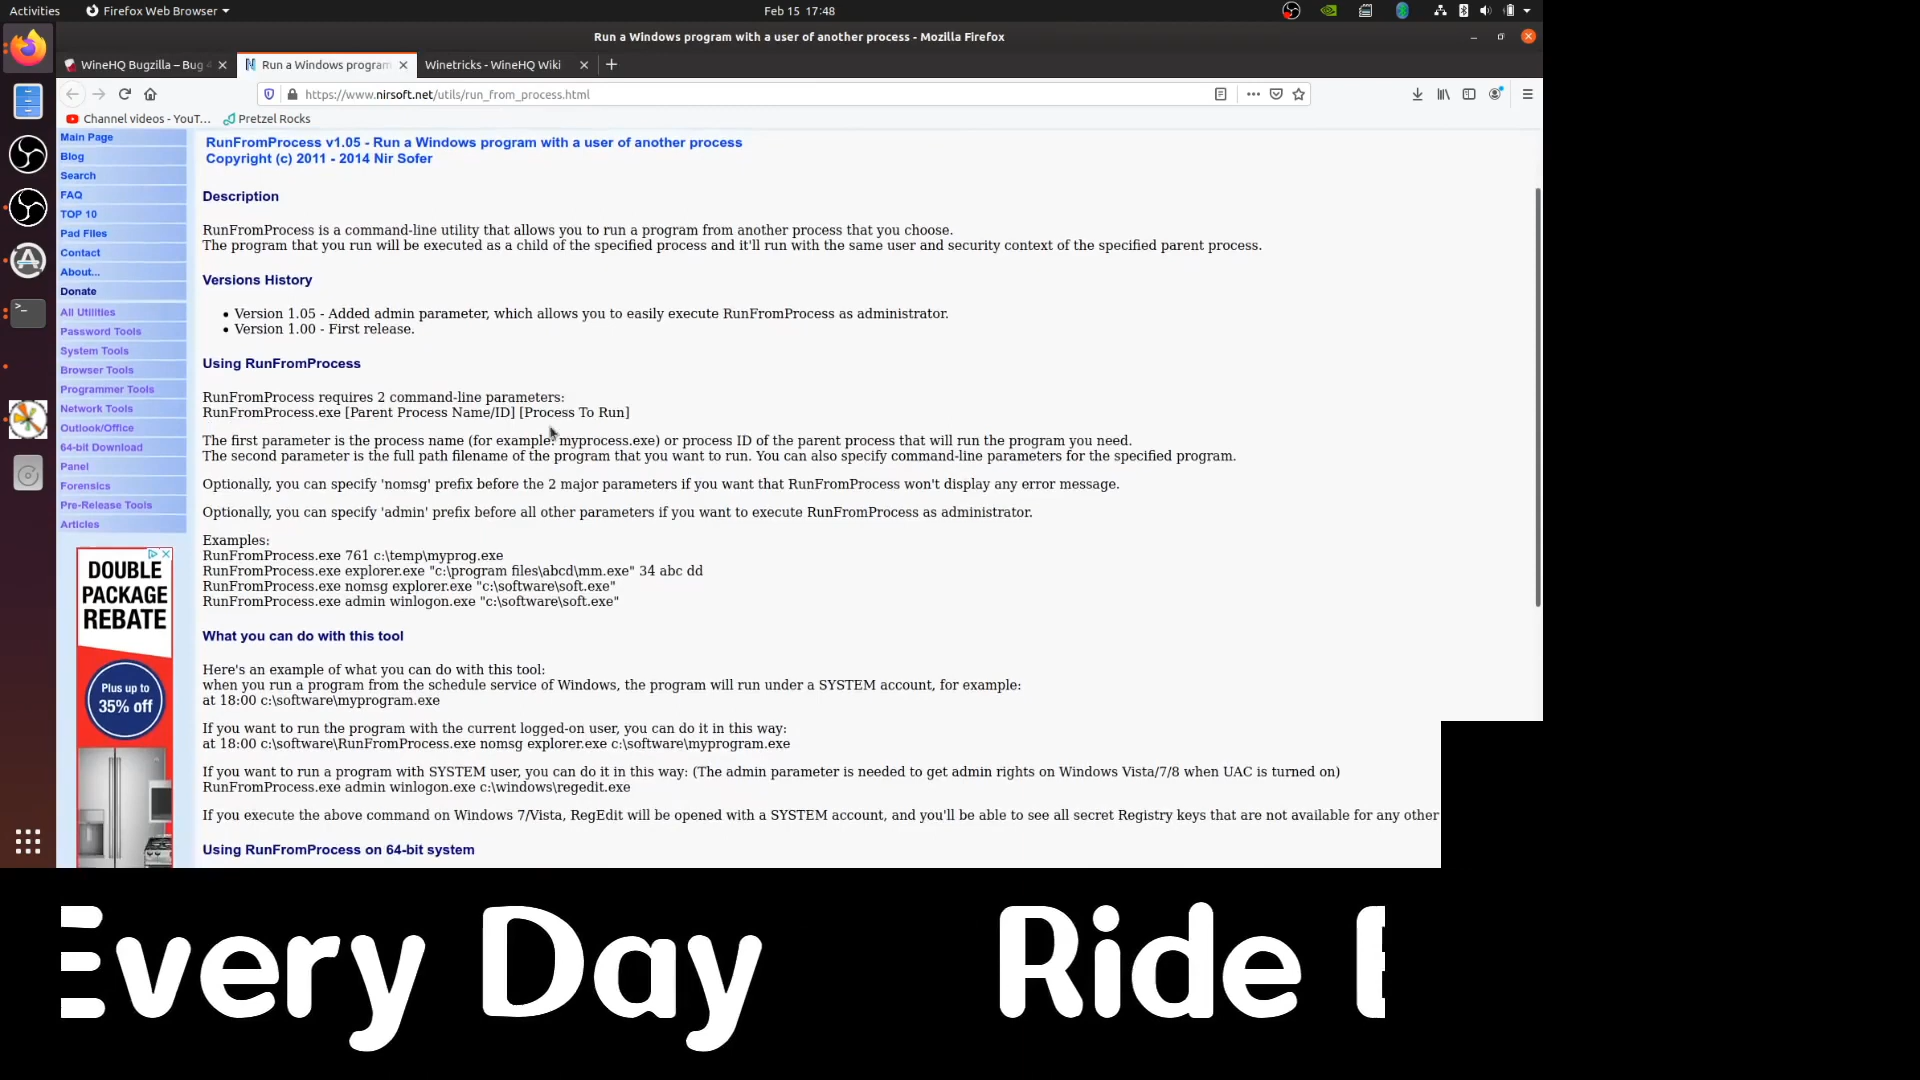 Activities Firefox Web Browser Feb 15 17:48
Run a Windows program with a user of another process - Mozilla Firefox
WineHQ Bugzilla – Bug Run a Windows program Winetricks - WineHQ Wiki
https://www.nirsoft.net/utils/run_from_process.html
Channel videos - YouT… Pretzel Rocks
Main Page
Blog
Search
FAQ
TOP 10
Pad Files
Contact
About...
Donate
All Utilities
Password Tools
System Tools
Browser Tools
Programmer Tools
Network Tools
Outlook/Office
64-bit Download
Panel
Forensics
Pre-Release Tools
Articles
DOUBLE
PACKAGE
REBATE
Plus up to
35% off
RunFromProcess v1.05 - Run a Windows program with a user of another process
Copyright (c) 2011 - 2014 Nir Sofer
Description
RunFromProcess is a command-line utility that allows you to run a program from another process that you choose.
The program that you run will be executed as a child of the specified process and it'll run with the same user and security context of the specified parent process.
Versions History
• Version 1.05 - Added admin parameter, which allows you to easily execute RunFromProcess as administrator.
• Version 1.00 - First release.
Using RunFromProcess
RunFromProcess requires 2 command-line parameters:
RunFromProcess.exe [Parent Process Name/ID] [Process To Run]
The first parameter is the process name (for example: myprocess.exe) or process ID of the parent process that will run the program you need.
The second parameter is the full path filename of the program that you want to run. You can also specify command-line parameters for the specified program.
Optionally, you can specify 'nomsg' prefix before the 2 major parameters if you want that RunFromProcess won't display any error message.
Optionally, you can specify 'admin' prefix before all other parameters if you want to execute RunFromProcess as administrator.
Examples:
RunFromProcess.exe 761 c:\temp\myprog.exe
RunFromProcess.exe explorer.exe "c:\program files\abcd\mm.exe" 34 abc dd
RunFromProcess.exe nomsg explorer.exe "c:\software\soft.exe"
RunFromProcess.exe admin winlogon.exe "c:\software\soft.exe"
What you can do with this tool
Here's an example of what you can do with this tool:
when you run a program from the schedule service of Windows, the program will run under a SYSTEM account, for example:
at 18:00 c:\software\myprogram.exe
If you want to run the program with the current logged-on user, you can do it in this way:
at 18:00 c:\software\RunFromProcess.exe nomsg explorer.exe c:\software\myprogram.exe
If you want to run a program with SYSTEM user, you can do it in this way: (The admin parameter is needed to get admin rights on Windows Vista/7/8 when UAC is turned on)
RunFromProcess.exe admin winlogon.exe c:\windows\regedit.exe
If you execute the above command on Windows 7/Vista, RegEdit will be opened with a SYSTEM account, and you'll be able to see all secret Registry keys that are not available for any other
Using RunFromProcess on 64-bit system
Every Day Ride